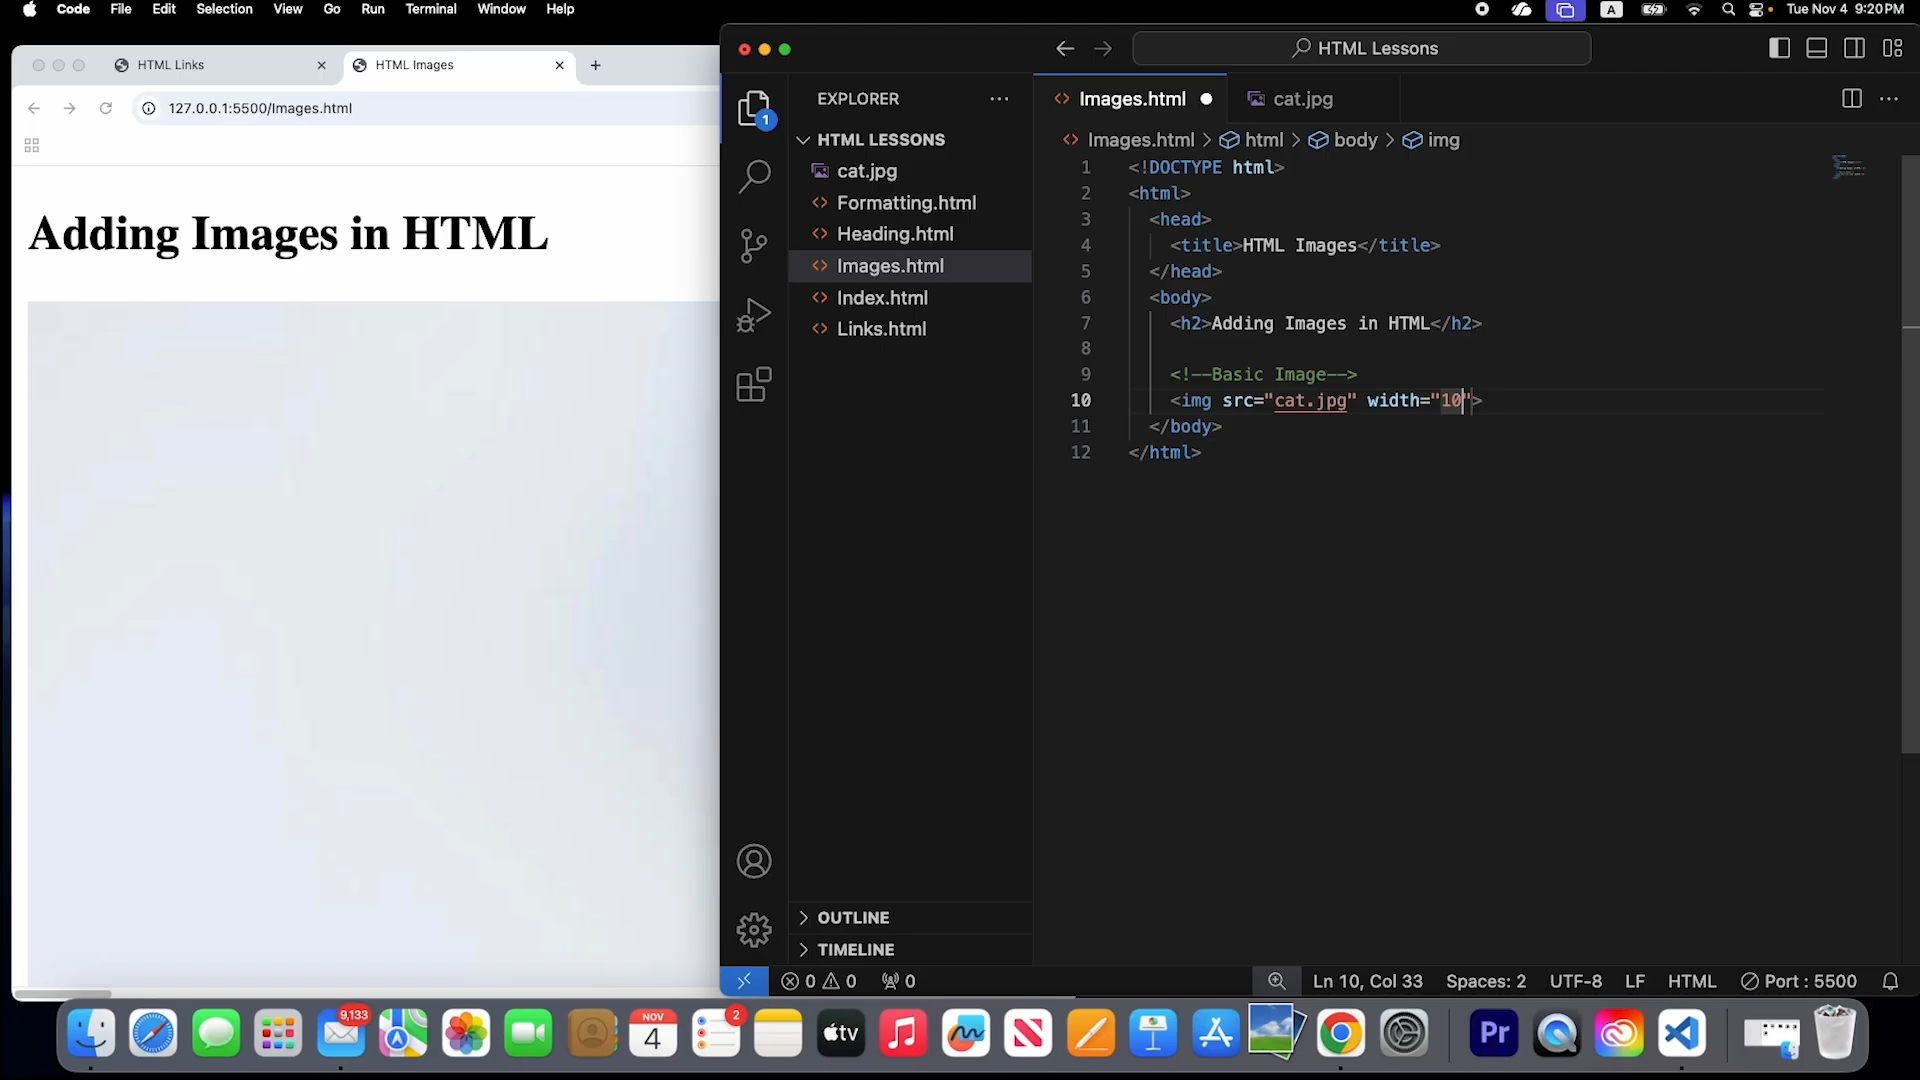 Code File Edit Selection View Go Run Terminal Window Help
A
Tue Nov 4 9:20 PM
HTML Links
HTML Images
127.0.0.1:5500/Images.html
Adding Images in HTML
HTML Lessons
1
EXPLORER
HTML LESSONS
cat.jpg
Formatting.html
Heading.html
Images.html
Index.html
Links.html
OUTLINE
TIMELINE
Images.html
cat.jpg
Images.html > html > body > img
1 <!DOCTYPE html>
2 <html>
3 <head>
4 <title>HTML Images</title>
5 </head>
6 <body>
7 <h2>Adding Images in HTML</h2>
8
9 <!--Basic Image-->
10 <img src="cat.jpg" width="10">
11 </body>
12 </html>
0 0 0
Ln 10, Col 33 Spaces: 2 UTF-8 LF HTML Port : 5500
9,133
NOV
4
2
tv
Pr